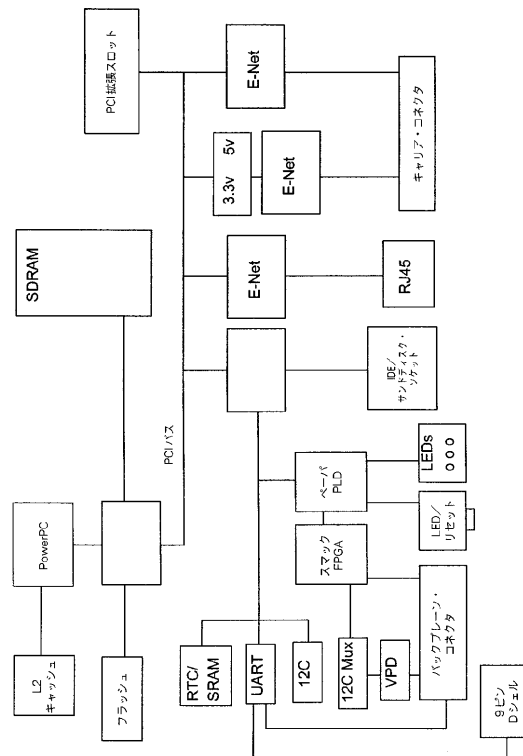 PCI拡張スロット
SDRAM
E-Net
3.3v 5v
E-Net
キャリア・コネクタ
E-Net
RJ45
PCIバス
IDE/
サンドディスク・
ソケット
PowerPC
L2
キャッシュ
フラッシュ
ペーパ
PLD
LEDs
o o o
スマック
FPGA
LED/
リセット
RTC/
SRAM
UART
12C
12C Mux
VPD
バックプレーン・
コネクタ
9ピン
Dシェル